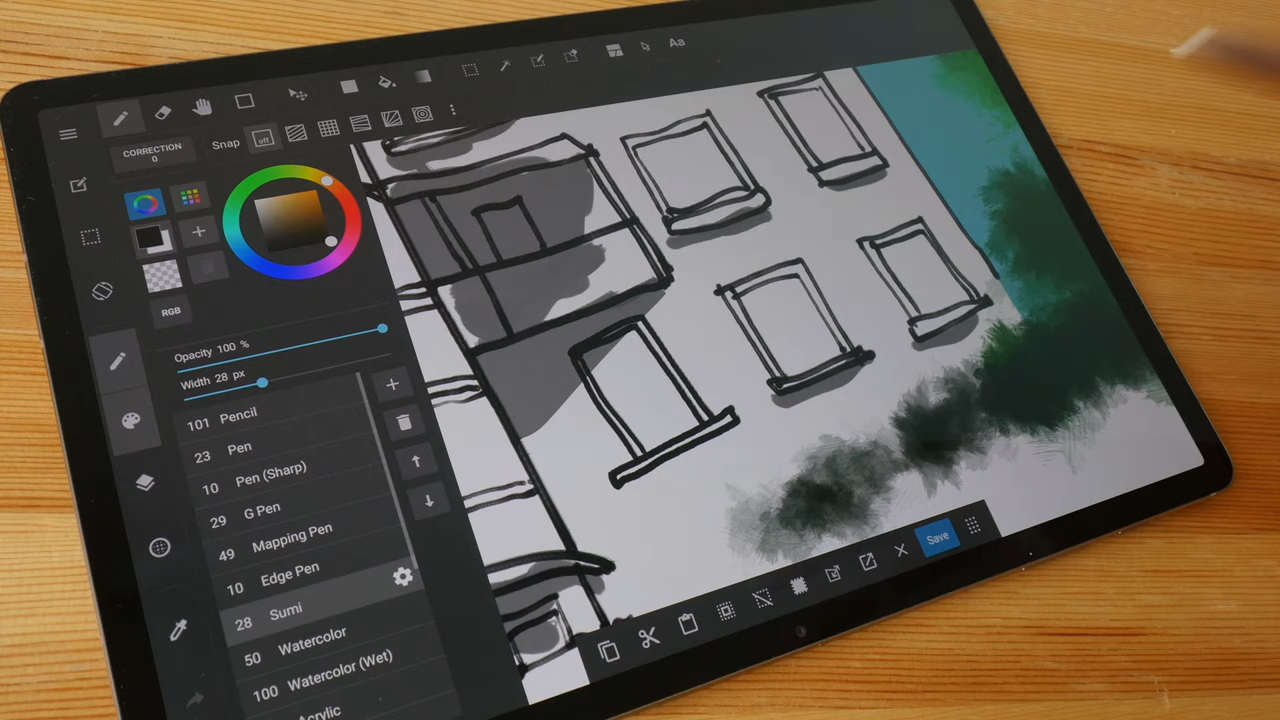 Aa
CORRECTION
0
Snap
off
RGB
Opacity 100 %
Width 28 px
101 Pencil
23 Pen
10 Pen (Sharp)
29 G Pen
49 Mapping Pen
10 Edge Pen
28 Sumi
50 Watercolor
100 Watercolor (Wet)
Acrylic
Save